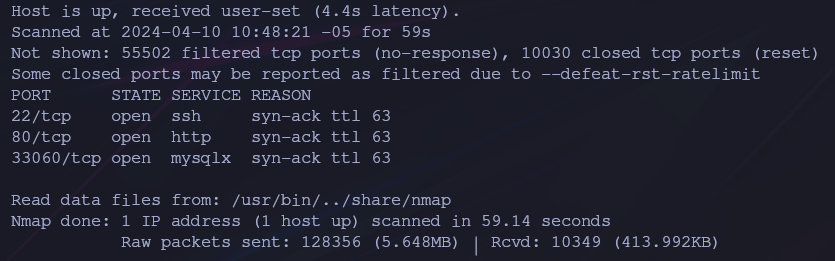 Host is up, received user-set (4.4s latency).
Scanned at 2024-04-10 10:48:21 -05 for 59s
Not shown: 55502 filtered tcp ports (no-response), 10030 closed tcp ports (reset)
Some closed ports may be reported as filtered due to --defeat-rst-ratelimit
PORT      STATE SERVICE REASON
22/tcp    open  ssh     syn-ack ttl 63
80/tcp    open  http    syn-ack ttl 63
33060/tcp open  mysqlx  syn-ack ttl 63
Read data files from: /usr/bin/../share/nmap
Nmap done: 1 IP address (1 host up) scanned in 59.14 seconds
           Raw packets sent: 128356 (5.648MB) | Rcvd: 10349 (413.992KB)